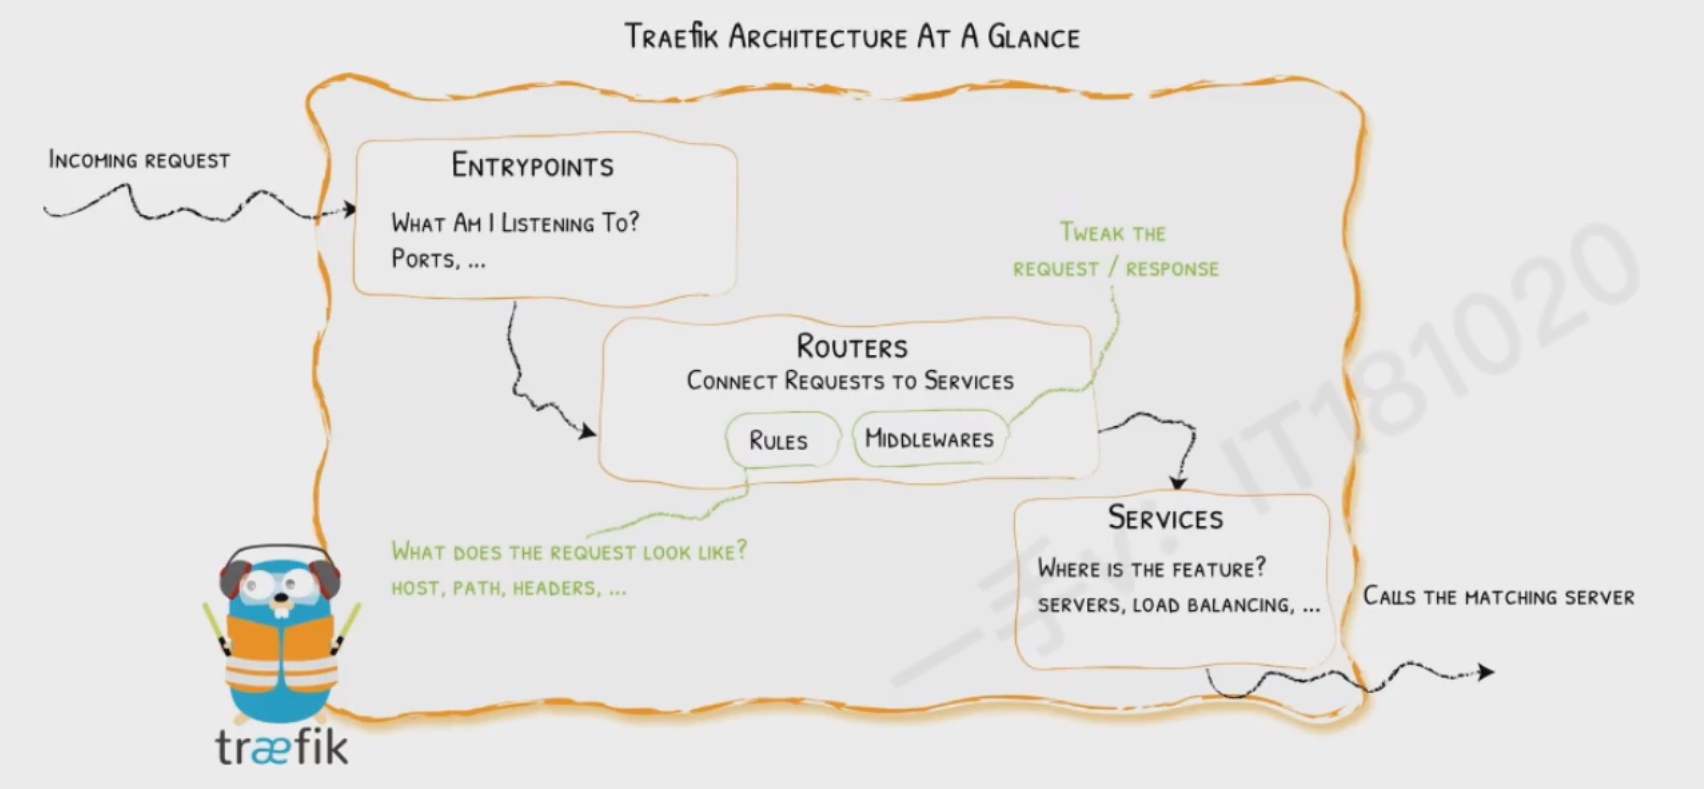 TRAEfik ARCHITECTURE AT A GLANCE
INCOMING REQUEST
ENTRYPOINTS
WHAT AM I LISTENING TO?
PORTS, ...
TWEAK THE
REQUEST / RESPONSE
ROUTERS
CONNECT REQUESTS TO SERVICES
RULES
MIDDLEWARES
WHAT DOES THE REQUEST LOOK LIKE?
HOST, PATH, HEADERS, ...
SERVICES
WHERE IS THE FEATURE?
SERVERS, LOAD BALANCING, ...
CALLS THE MATCHING SERVER
træfik
一手v: IT181020